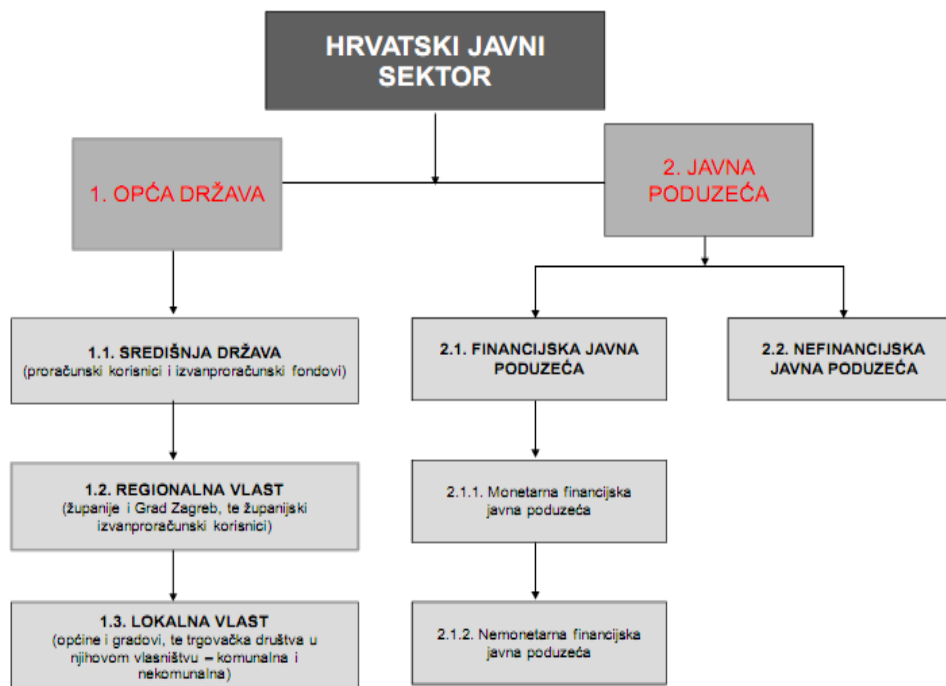 HRVATSKI JAVNI
SEKTOR
1. OPĆA DRŽAVA
2. JAVNA
PODUZEĆA
1.1. SREDIŠNJA DRŽAVA
(proračunski korisnici i izvanproračunski fondovi)
2.1. FINANCIJSKA JAVNA
PODUZEĆA
2.2. NEFINANCIJSKA
JAVNA PODUZEĆA
1.2. REGIONALNA VLAST
(županije i Grad Zagreb, te županijski
izvanproračunski korisnici)
2.1.1. Monetarna financijska
javna poduzeća
1.3. LOKALNA VLAST
(općine i gradovi, te trgovačka društva u
njihovom vlasništvu – komunalna i
nekomunalna)
2.1.2. Nemonetarna financijska
javna poduzeća